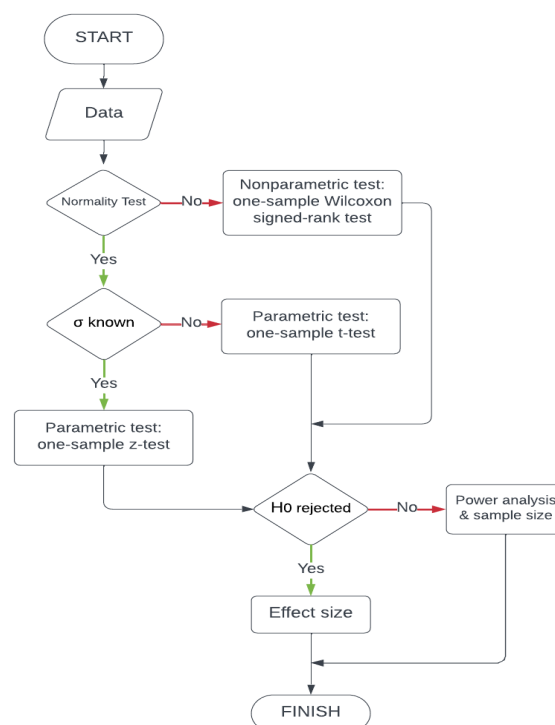 START
Data
Normality Test
No
Nonparametric test:
one-sample Wilcoxon
signed-rank test
Yes
σ known
No
Parametric test:
one-sample t-test
Yes
Parametric test:
one-sample z-test
H0 rejected
No
Power analysis
& sample size
Yes
Effect size
FINISH